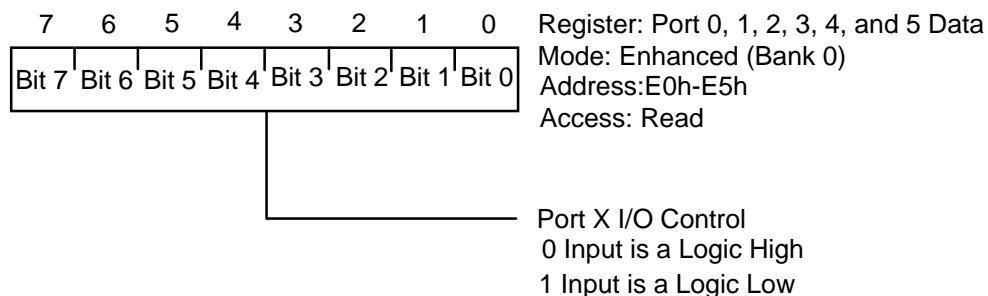 7 6 5 4 3 2 1 0
Bit 7 Bit 6 Bit 5 Bit 4 Bit 3 Bit 2 Bit 1 Bit 0
Register: Port 0, 1, 2, 3, 4, and 5 Data
Mode: Enhanced (Bank 0)
Address:E0h-E5h
Access: Read
Port X I/O Control
0 Input is a Logic High
1 Input is a Logic Low